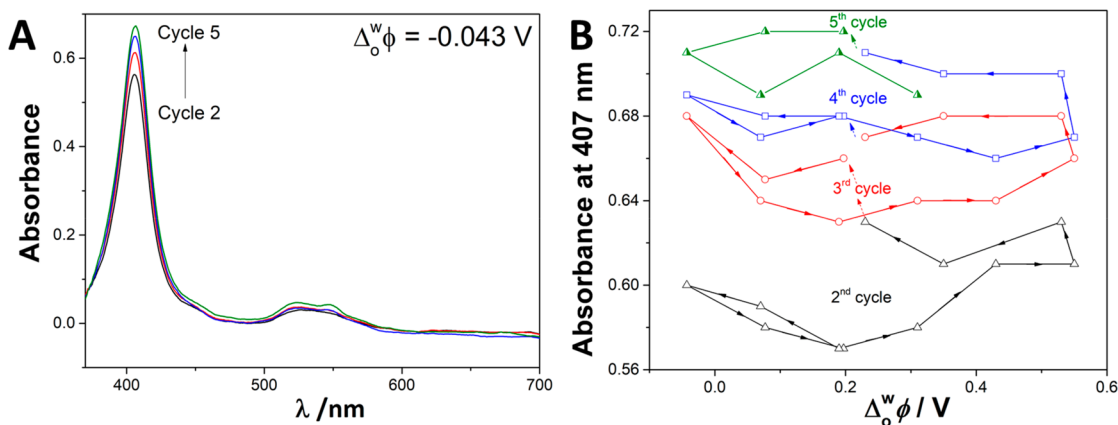 A
Cycle 5
Cycle 2
Δ_o^w ϕ = -0.043 V
Absorbance
0.6
0.4
0.2
0.0
400
500
600
700
λ /nm
B
5th cycle
4th cycle
3rd cycle
2nd cycle
Absorbance at 407 nm
0.72
0.68
0.64
0.60
0.56
0.0
0.2
0.4
0.6
Δ_o^w ϕ / V